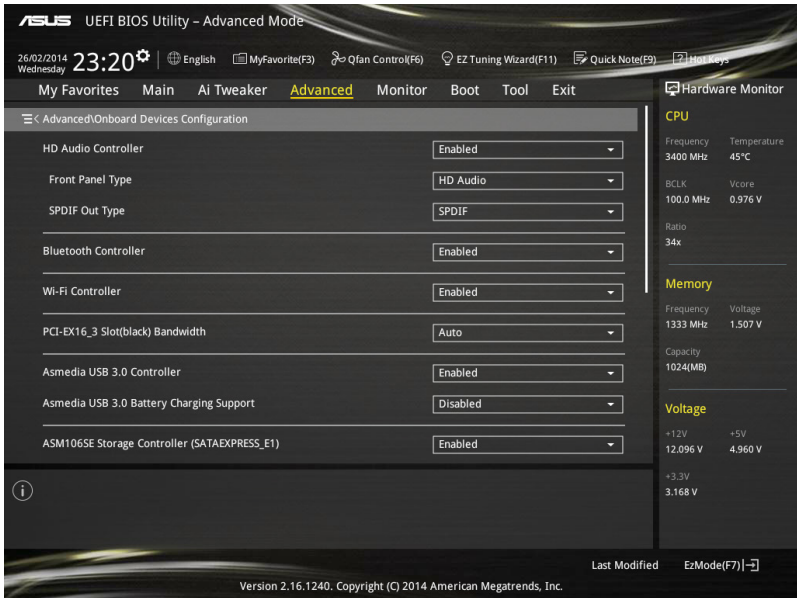 ASUS UEFI BIOS Utility – Advanced Mode
26/02/2014
Wednesday
23:20
English MyFavorite(F3) Qfan Control(F6) EZ Tuning Wizard(F11) Quick Note(F9) ? Hot Keys
My Favorites Main Ai Tweaker Advanced Monitor Boot Tool Exit
Advanced\Onboard Devices Configuration
HD Audio Controller Enabled
Front Panel Type HD Audio
SPDIF Out Type SPDIF
Bluetooth Controller Enabled
Wi-Fi Controller Enabled
PCI-EX16_3 Slot(black) Bandwidth Auto
Asmedia USB 3.0 Controller Enabled
Asmedia USB 3.0 Battery Charging Support Disabled
ASM106SE Storage Controller (SATAEXPRESS_E1) Enabled
Hardware Monitor
CPU
Frequency Temperature
3400 MHz 45°C
BCLK Vcore
100.0 MHz 0.976 V
Ratio
34x
Memory
Frequency Voltage
1333 MHz 1.507 V
Capacity
1024(MB)
Voltage
+12V +5V
12.096 V 4.960 V
+3.3V
3.168 V
i
Last Modified EzMode(F7)
Version 2.16.1240. Copyright (C) 2014 American Megatrends, Inc.